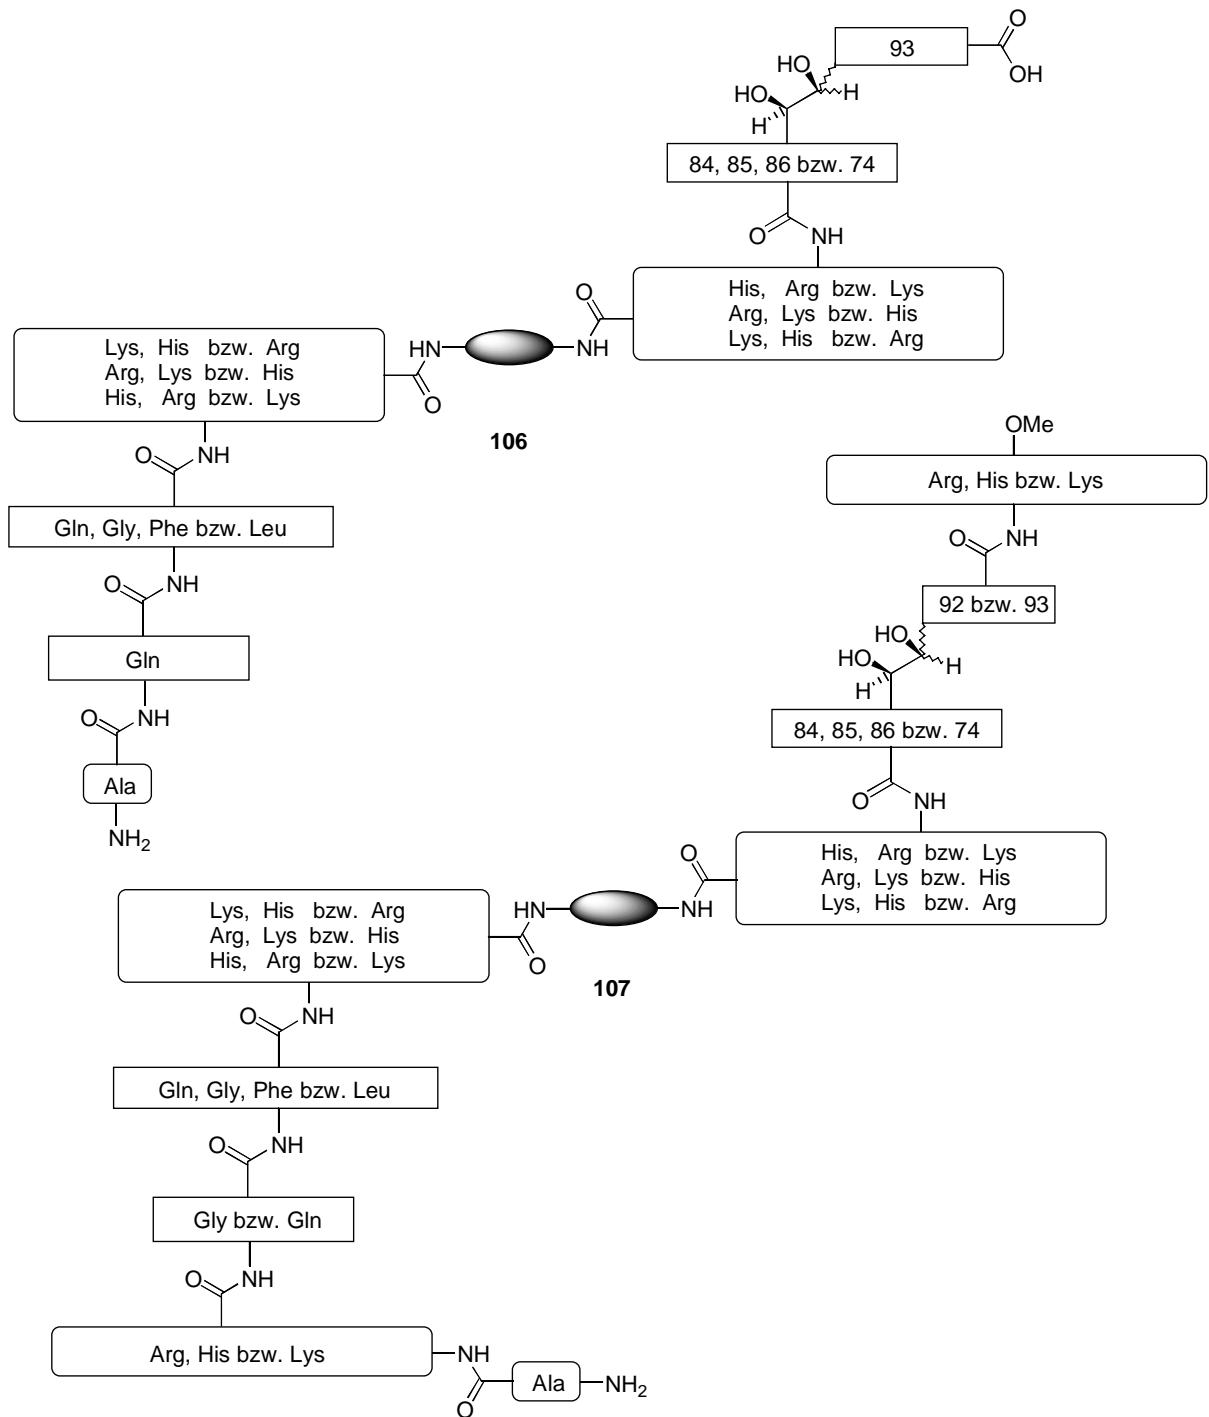 O
93
OH
HO
HO
H
H
84, 85, 86 bzw. 74
O
NH
His, Arg bzw. Lys
Arg, Lys bzw. His
Lys, His bzw. Arg
O
NH
HN
O
Lys, His bzw. Arg
Arg, Lys bzw. His
His, Arg bzw. Lys
106
O
NH
Gln, Gly, Phe bzw. Leu
O
NH
Gln
O
NH
Ala
NH2
OMe
Arg, His bzw. Lys
O
NH
92 bzw. 93
HO
HO
H
H
84, 85, 86 bzw. 74
O
NH
His, Arg bzw. Lys
Arg, Lys bzw. His
Lys, His bzw. Arg
O
NH
HN
O
Lys, His bzw. Arg
Arg, Lys bzw. His
His, Arg bzw. Lys
107
O
NH
Gln, Gly, Phe bzw. Leu
O
NH
Gly bzw. Gln
O
NH
Arg, His bzw. Lys
NH
O
Ala
NH2